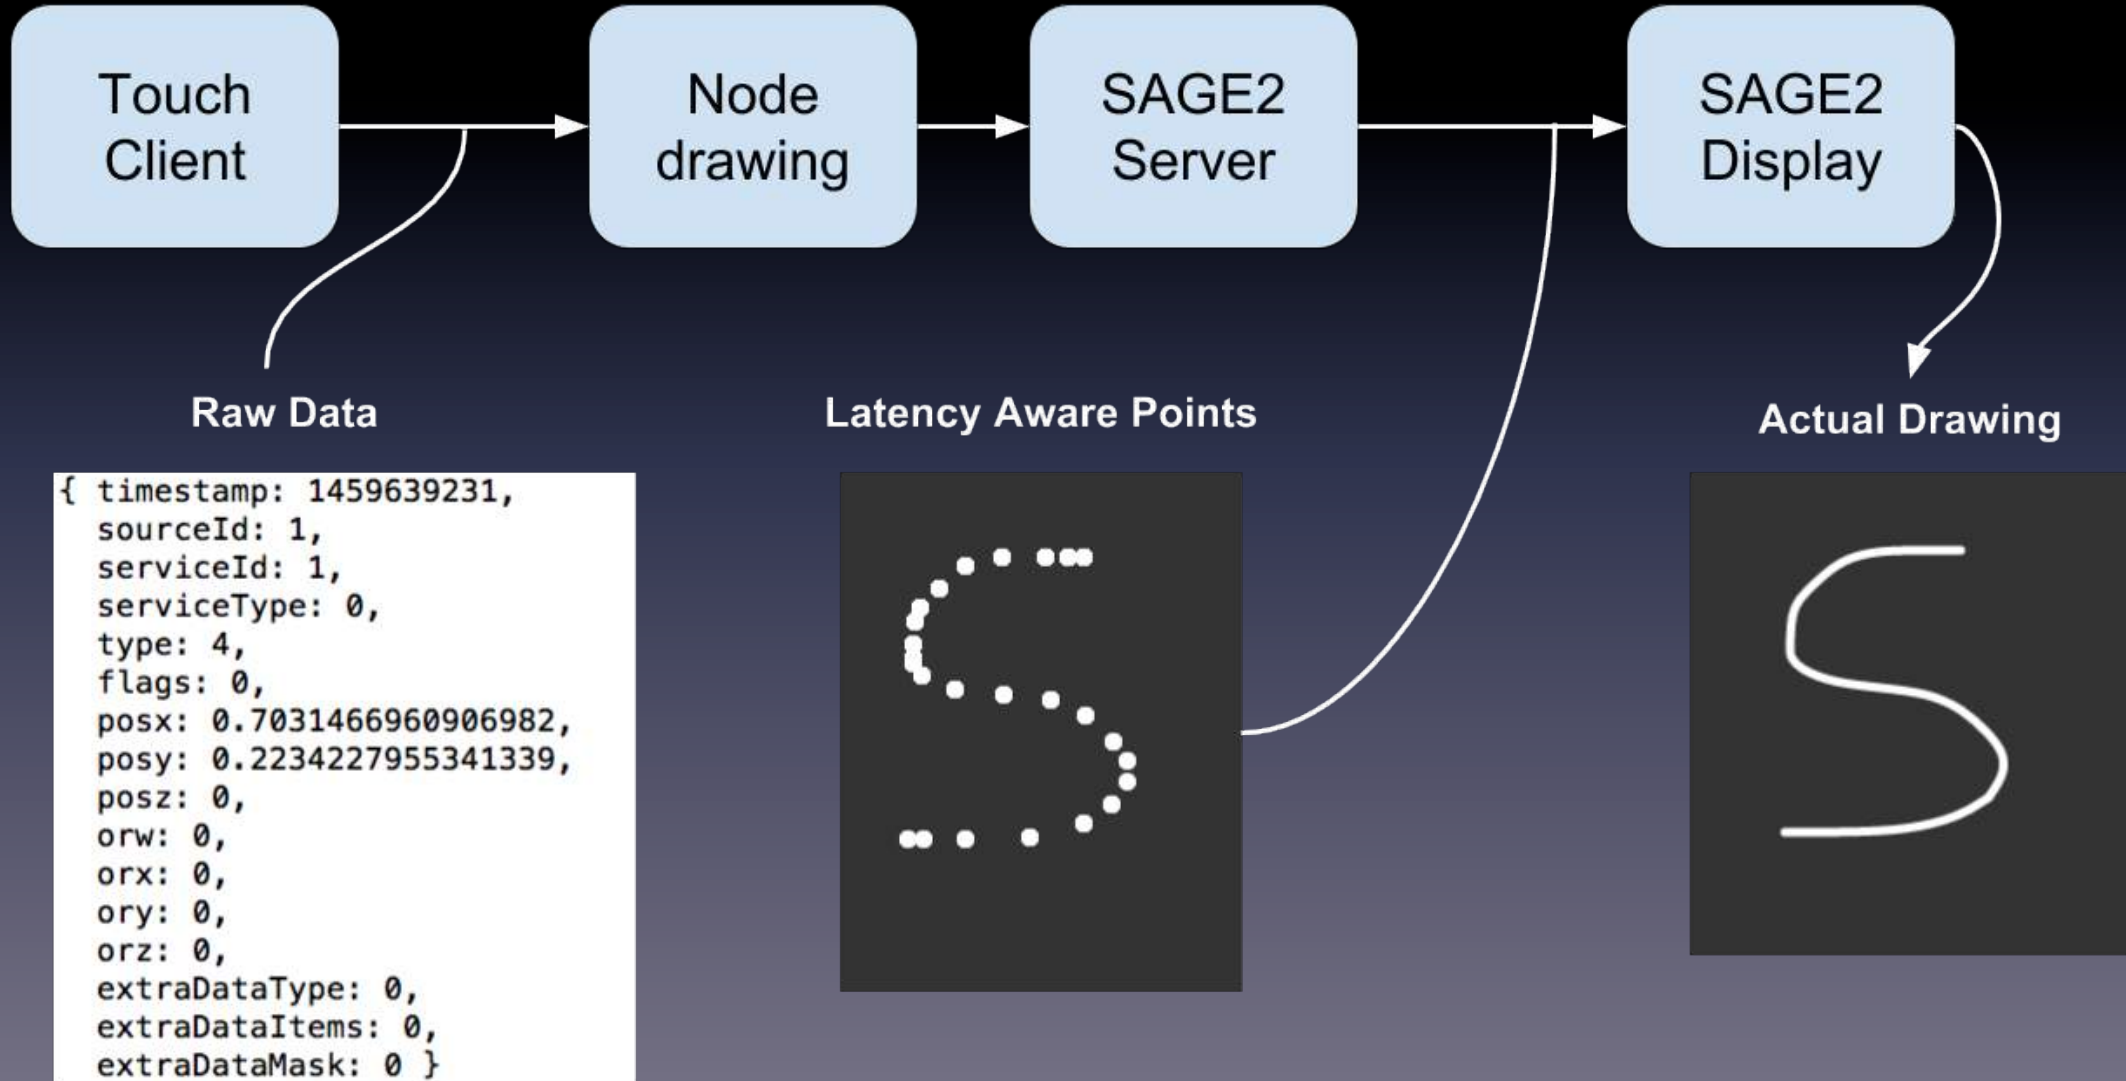 Touch
Client
Node
drawing
SAGE2
Server
SAGE2
Display
Raw Data
Latency Aware Points
Actual Drawing
{ timestamp: 1459639231,
sourceId: 1,
serviceId: 1,
serviceType: 0,
type: 4,
flags: 0,
posx: 0.7031466960906982,
posy: 0.2234227955341339,
posz: 0,
orw: 0,
orx: 0,
ory: 0,
orz: 0,
extraDataType: 0,
extraDataItems: 0,
extraDataMask: 0 }